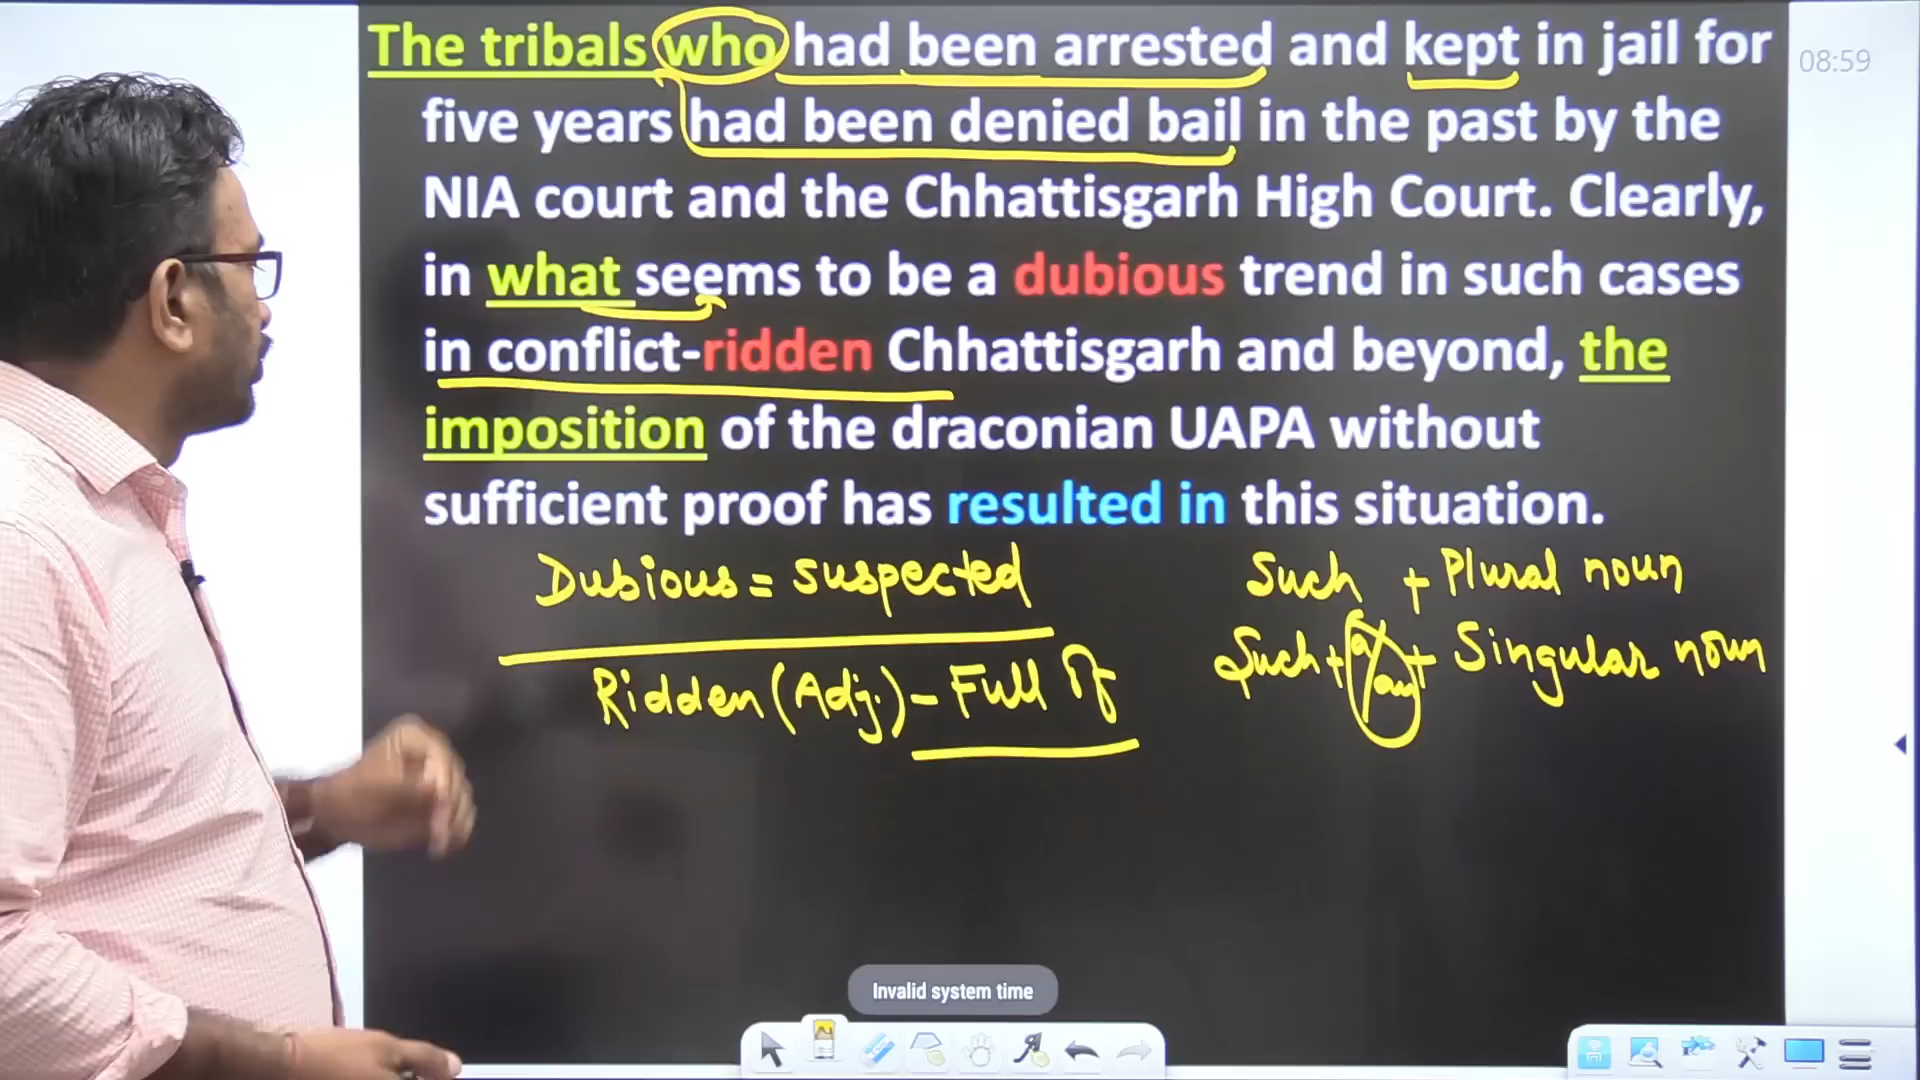 The tribals who had been arrested and kept in jail for
08:59
five years had been denied bail in the past by the
NIA court and the Chhattisgarh High Court. Clearly,
in what seems to be a dubious trend in such cases
in conflict-ridden Chhattisgarh and beyond, the
imposition of the draconian UAPA without
sufficient proof has resulted in this situation.
Dubious = suspected
Such + Plural noun
Such + a/an + Singular noun
Ridden (Adj.) - Full of
Invalid system time